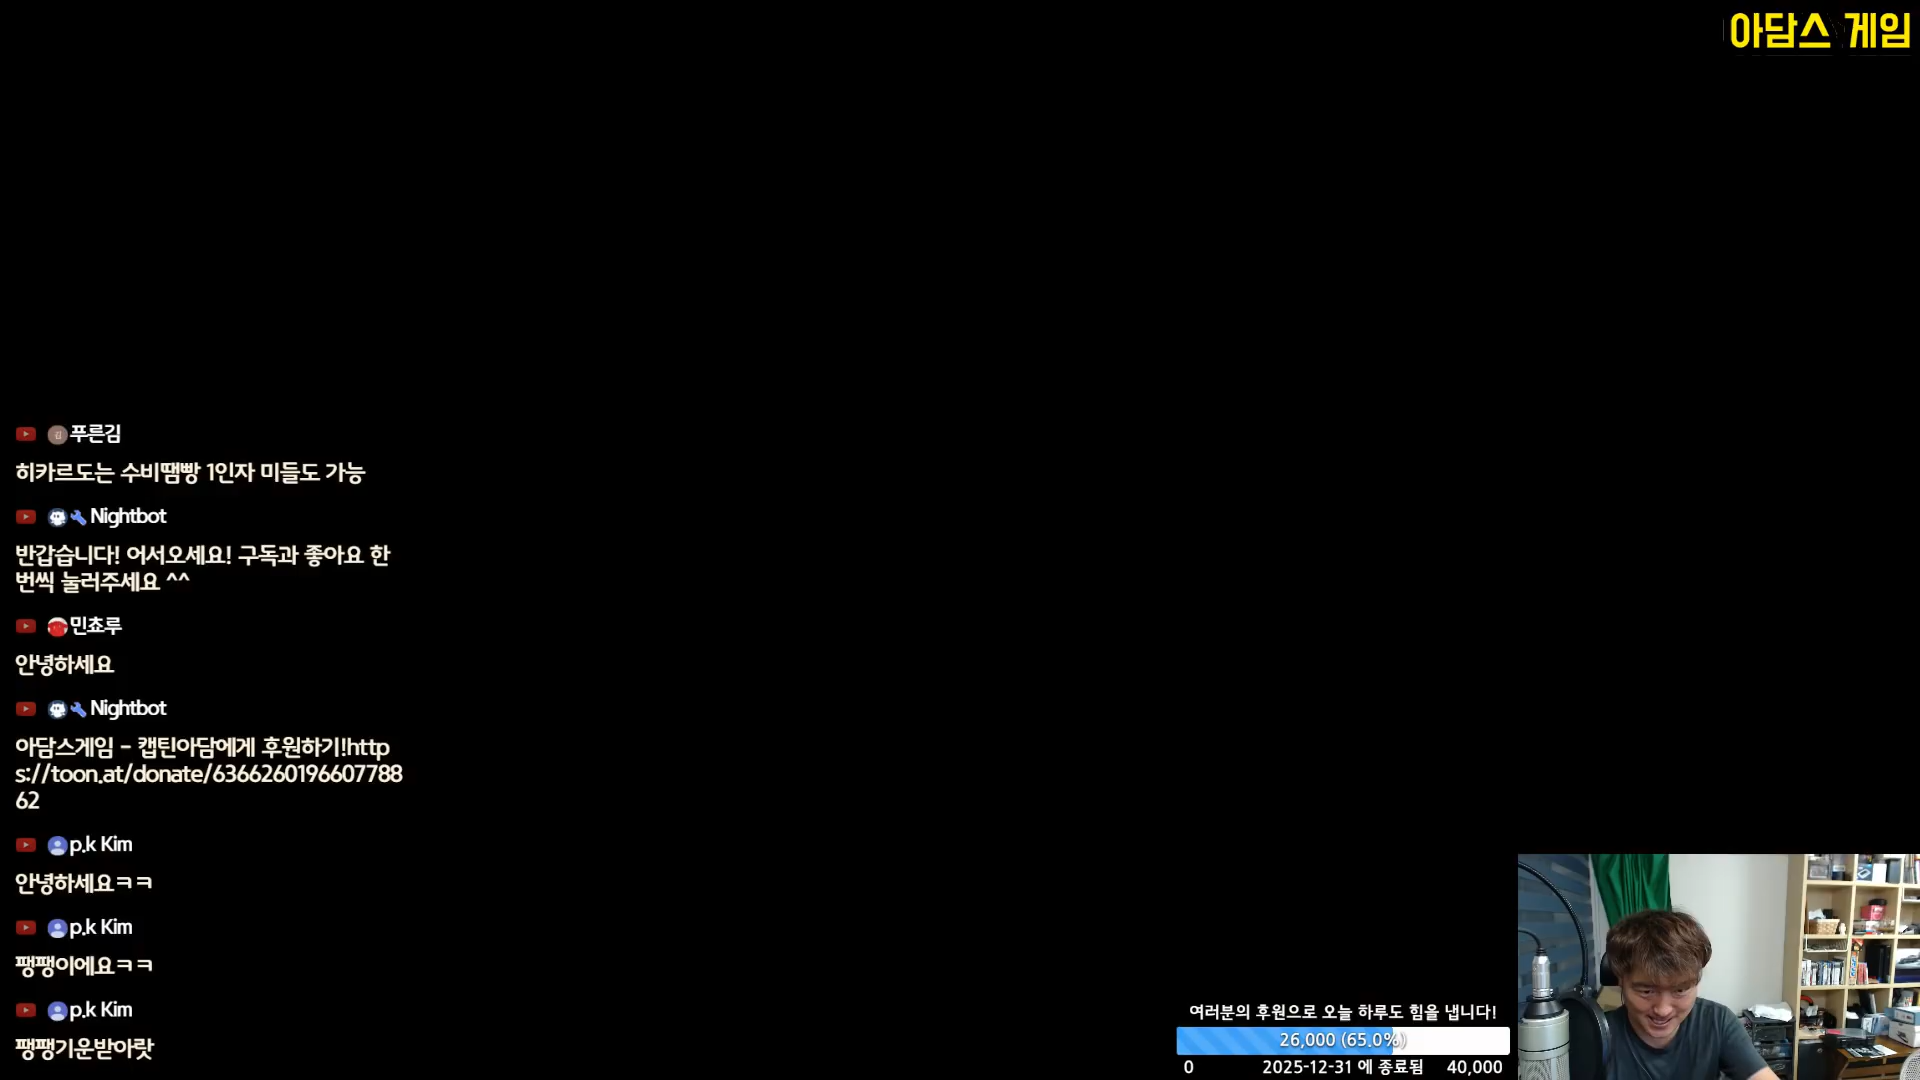 아담스 게임
푸른김
히카르도는 수비땜빵 1인자 미들도 가능
Nightbot
반갑습니다! 어서오세요! 구독과 좋아요 한
번씩 눌러주세요 ^^
민쵸루
안녕하세요
Nightbot
아담스게임 - 캡틴아담에게 후원하기!http
s://toon.at/donate/6366260196607788
62
p.k Kim
안녕하세요ㅋㅋ
p.k Kim
팽팽이에요ㅋㅋ
p.k Kim
팽팽기운받아랏
여러분의 후원으로 오늘 하루도 힘을 냅니다!
26,000 (65.0%)
0 2025-12-31 에 종료됨 40,000